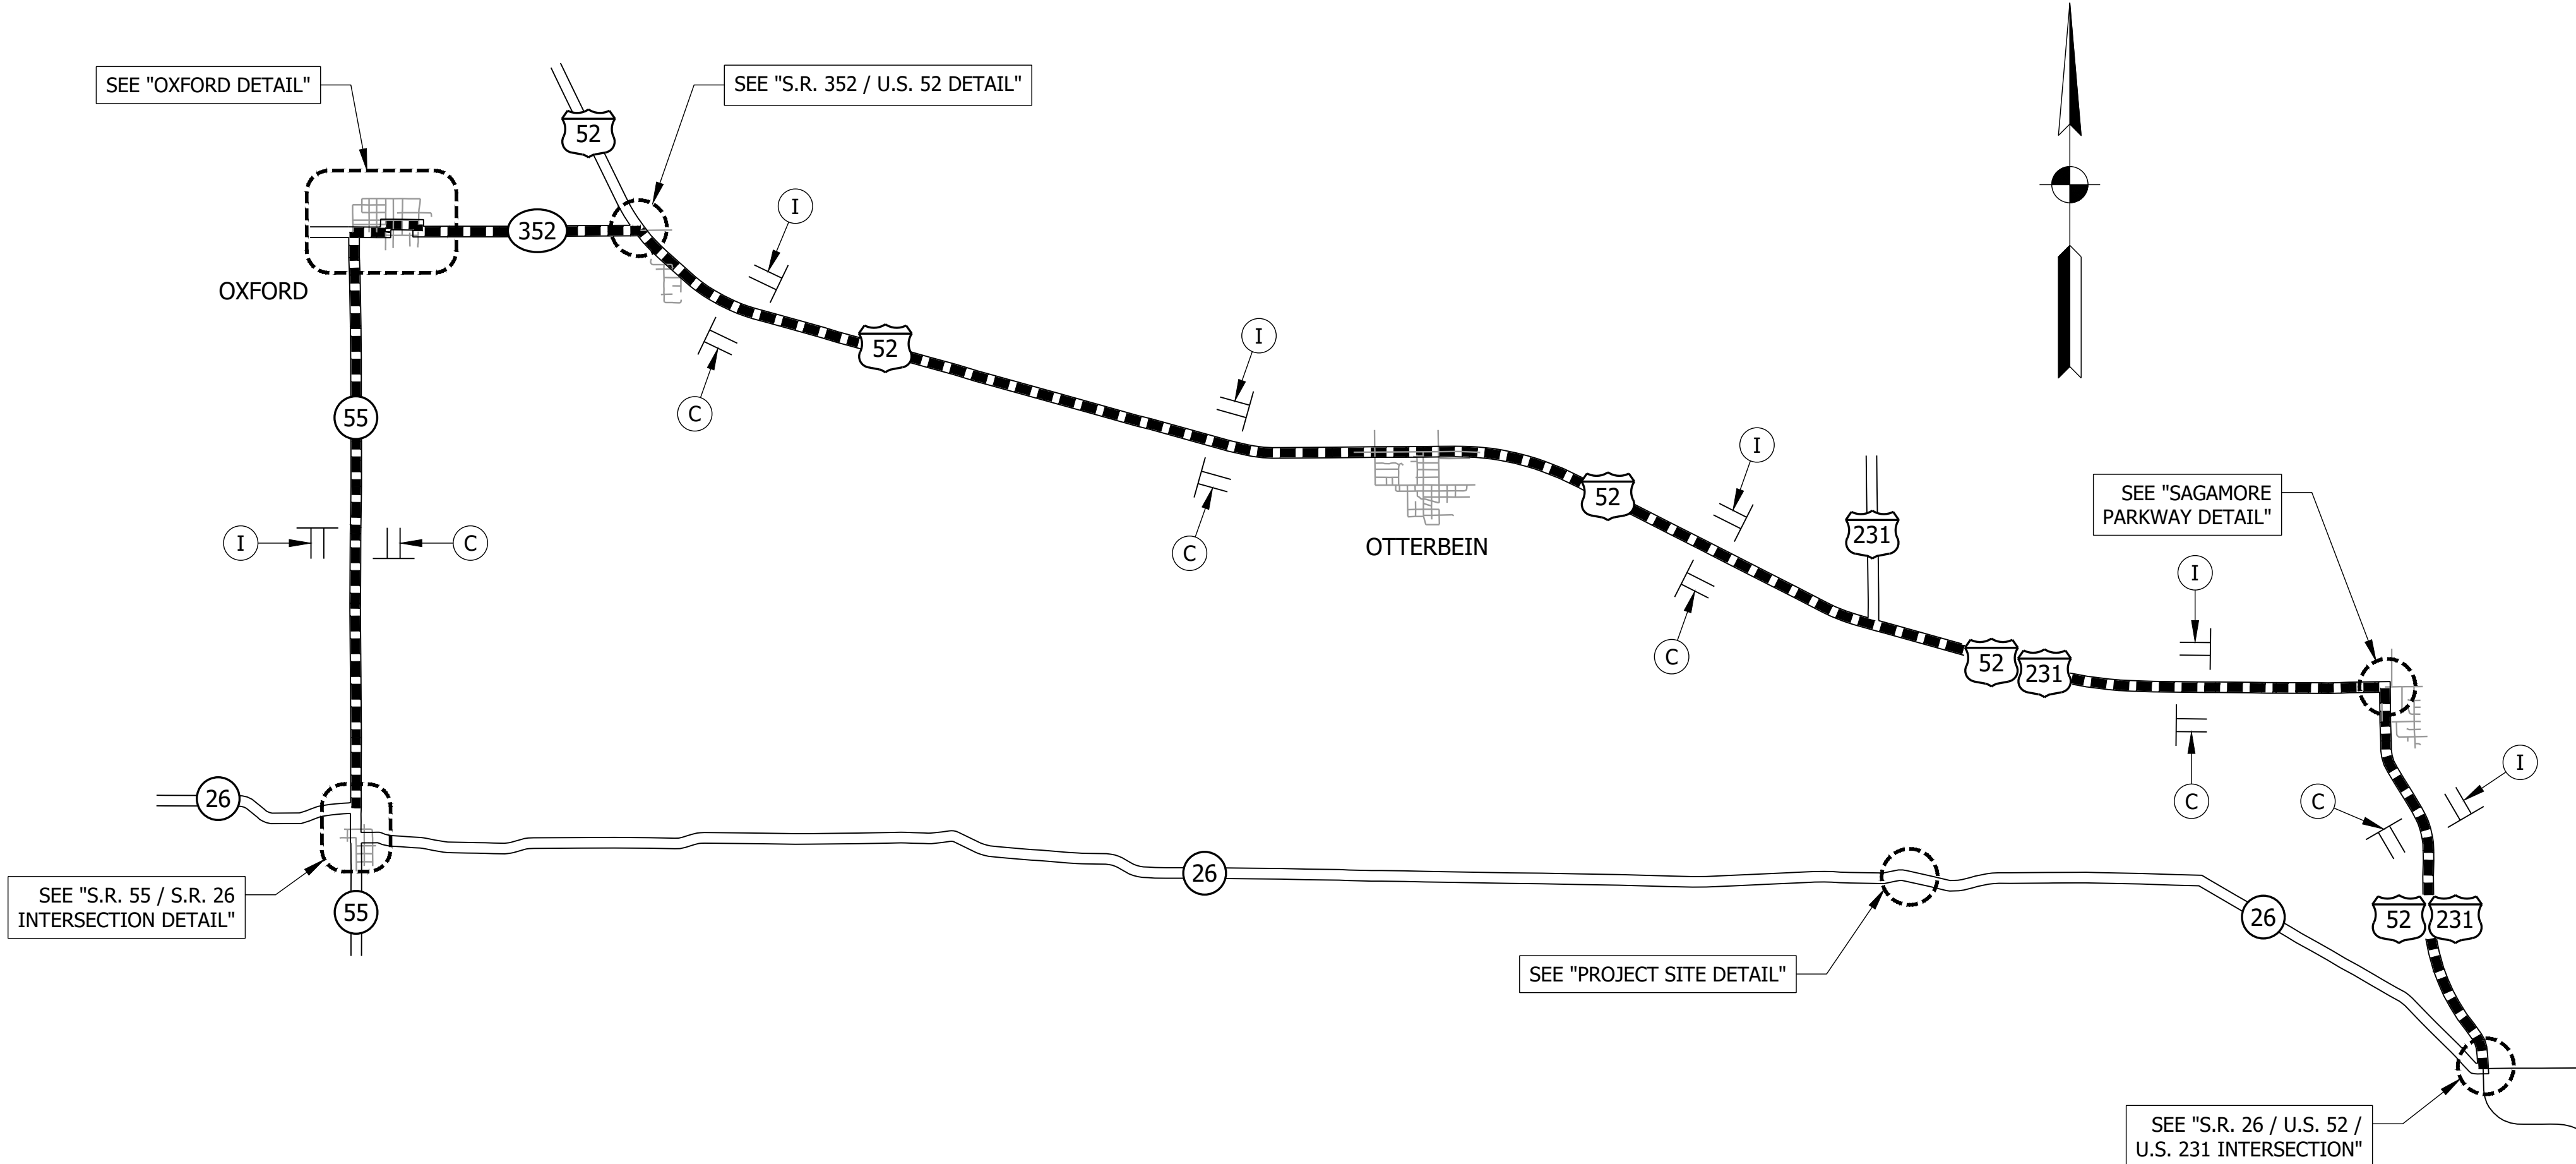 SEE "OXFORD DETAIL"
SEE "S.R. 352 / U.S. 52 DETAIL"
52
I
352
OXFORD
I
52
C
55
C
I
52
SEE "SAGAMORE
PARKWAY DETAIL"
231
I
C
OTTERBEIN
I
C
C
52
231
I
26
C
C
26
SEE "S.R. 55 / S.R. 26
INTERSECTION DETAIL"
55
26
52
231
SEE "PROJECT SITE DETAIL"
SEE "S.R. 26 / U.S. 52 /
U.S. 231 INTERSECTION"